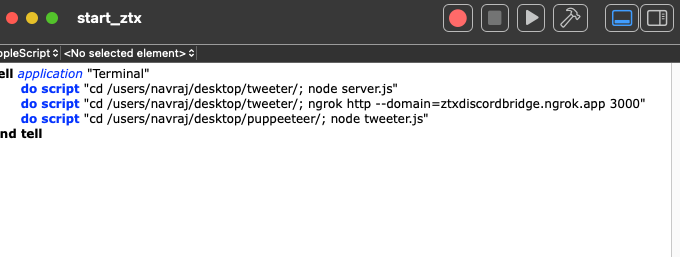 start_ztx
ppleScript <No selected element>
ell application "Terminal"
do script "cd /users/navraj/desktop/tweeter/; node server.js"
do script "cd /users/navraj/desktop/tweeter/; ngrok http --domain=ztxdiscordbridge.ngrok.app 3000"
do script "cd /users/navraj/desktop/puppeeteer/; node tweeter.js"
nd tell